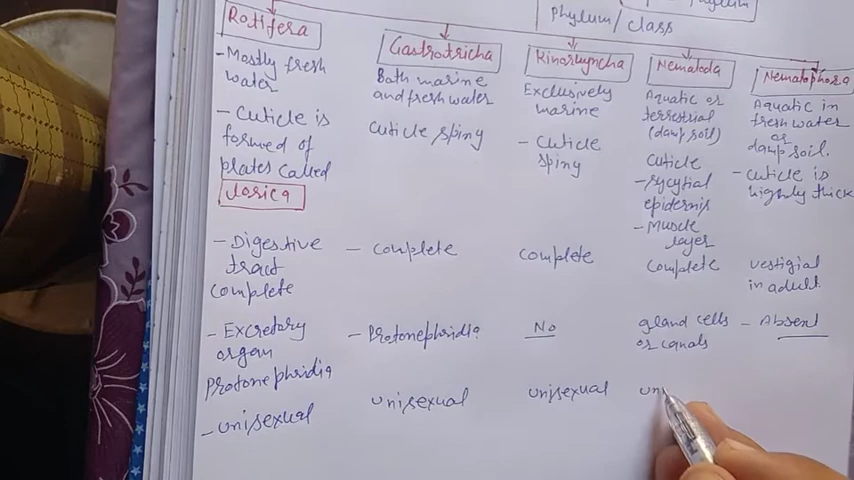 Phylum
Phylum/class
Rotifera
- Mostly fresh
water
- Cuticle is
formed of
plates called
lorica
- Digestive
tract
complete
- Excretory
organ
Protonephridia
- unisexual
Gastrotricha
Both marine
and fresh water
cuticle spiny
- complete
- Protonephridia
unisexual
Kinorhyncha
Exclusively
marine
- Cuticle
spiny
complete
No
unisexual
Nematoda
Aquatic or
terrestrial
(damp soil)
Cuticle
- sycytial
epidermis
- Muscle
layer
complete
gland cells
or canals
un
Nematophora
Aquatic in
fresh water
or
damp soil.
- cuticle is
highly thick
vestigial
in adult
- Absent